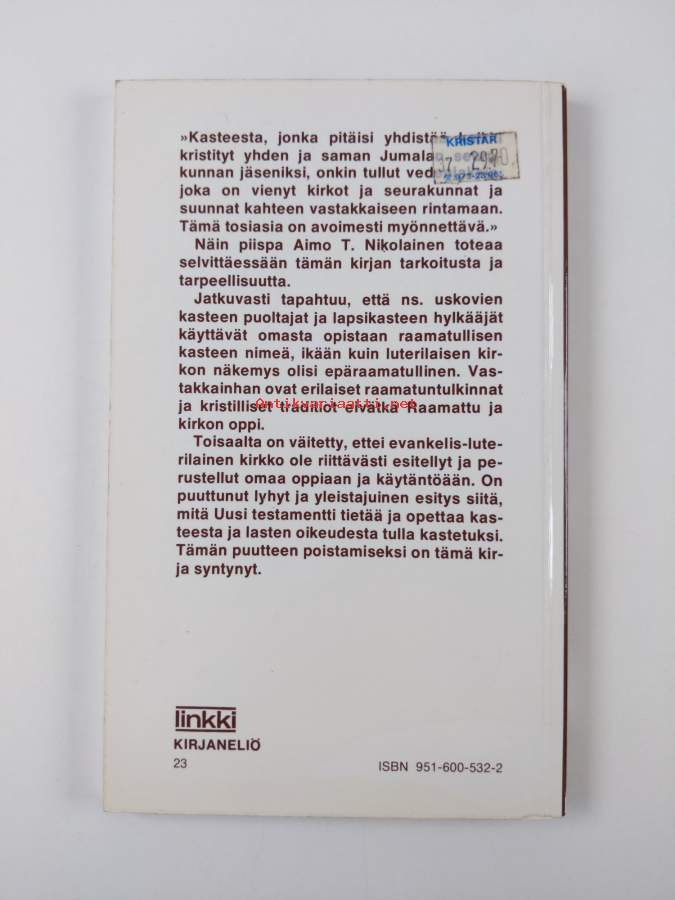 »Kasteesta, jonka pitäisi yhdistää
kristityt yhden ja saman Jumalan
kunnan jäseniksi, onkin tullut
joka on vienyt kirkot ja seurakunnat ja
suunnat kahteen vastakkaiseen rintamaan.
Tämä tosiasia on avoimesti myönnettävä.»
Näin piispa Aimo T. Nikolainen toteaa
selvittäessään tämän kirjan tarkoitusta ja
tarpeellisuutta.
Jatkuvasti tapahtuu, että ns. uskovien
kasteen puoltajat ja lapsikasteen hylkääjät
käyttävät omasta opistaan raamatullisen
kasteen nimeä, ikään kuin luterilaisen kir-
kon näkemys olisi epäraamatullinen. Vas-
takkainhan ovat erilaiset raamatuntulkinnat
ja kristilliset traditiot eivätkä Raamattu ja
kirkon oppi.
Toisaalta on väitetty, ettei evankelis-lute-
rilainen kirkko ole riittävästi esitellyt ja pe-
rustellut omaa oppiaan ja käytäntöään. On
puuttunut lyhyt ja yleistajuinen esitys siitä,
mitä Uusi testamentti tietää ja opettaa kas-
teesta ja lasten oikeudesta tulla kastetuksi.
Tämän puutteen poistamiseksi on tämä kir-
ja syntynyt.
KRISTAR
Antikvariaatti.net
linkki
KIRJANELIÖ
23
ISBN 951-600-532-2